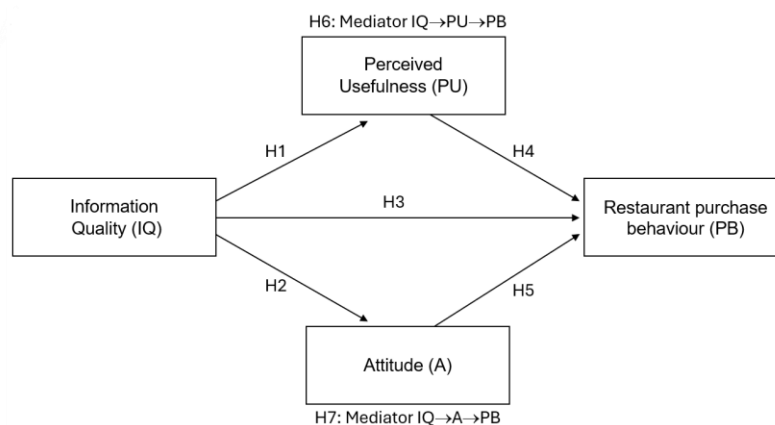 H6: Mediator IQ→PU→PB
Perceived
Usefulness (PU)
H1
H4
Information
Quality (IQ)
H3
Restaurant purchase
behaviour (PB)
H2
H5
Attitude (A)
H7: Mediator IQ→A→PB